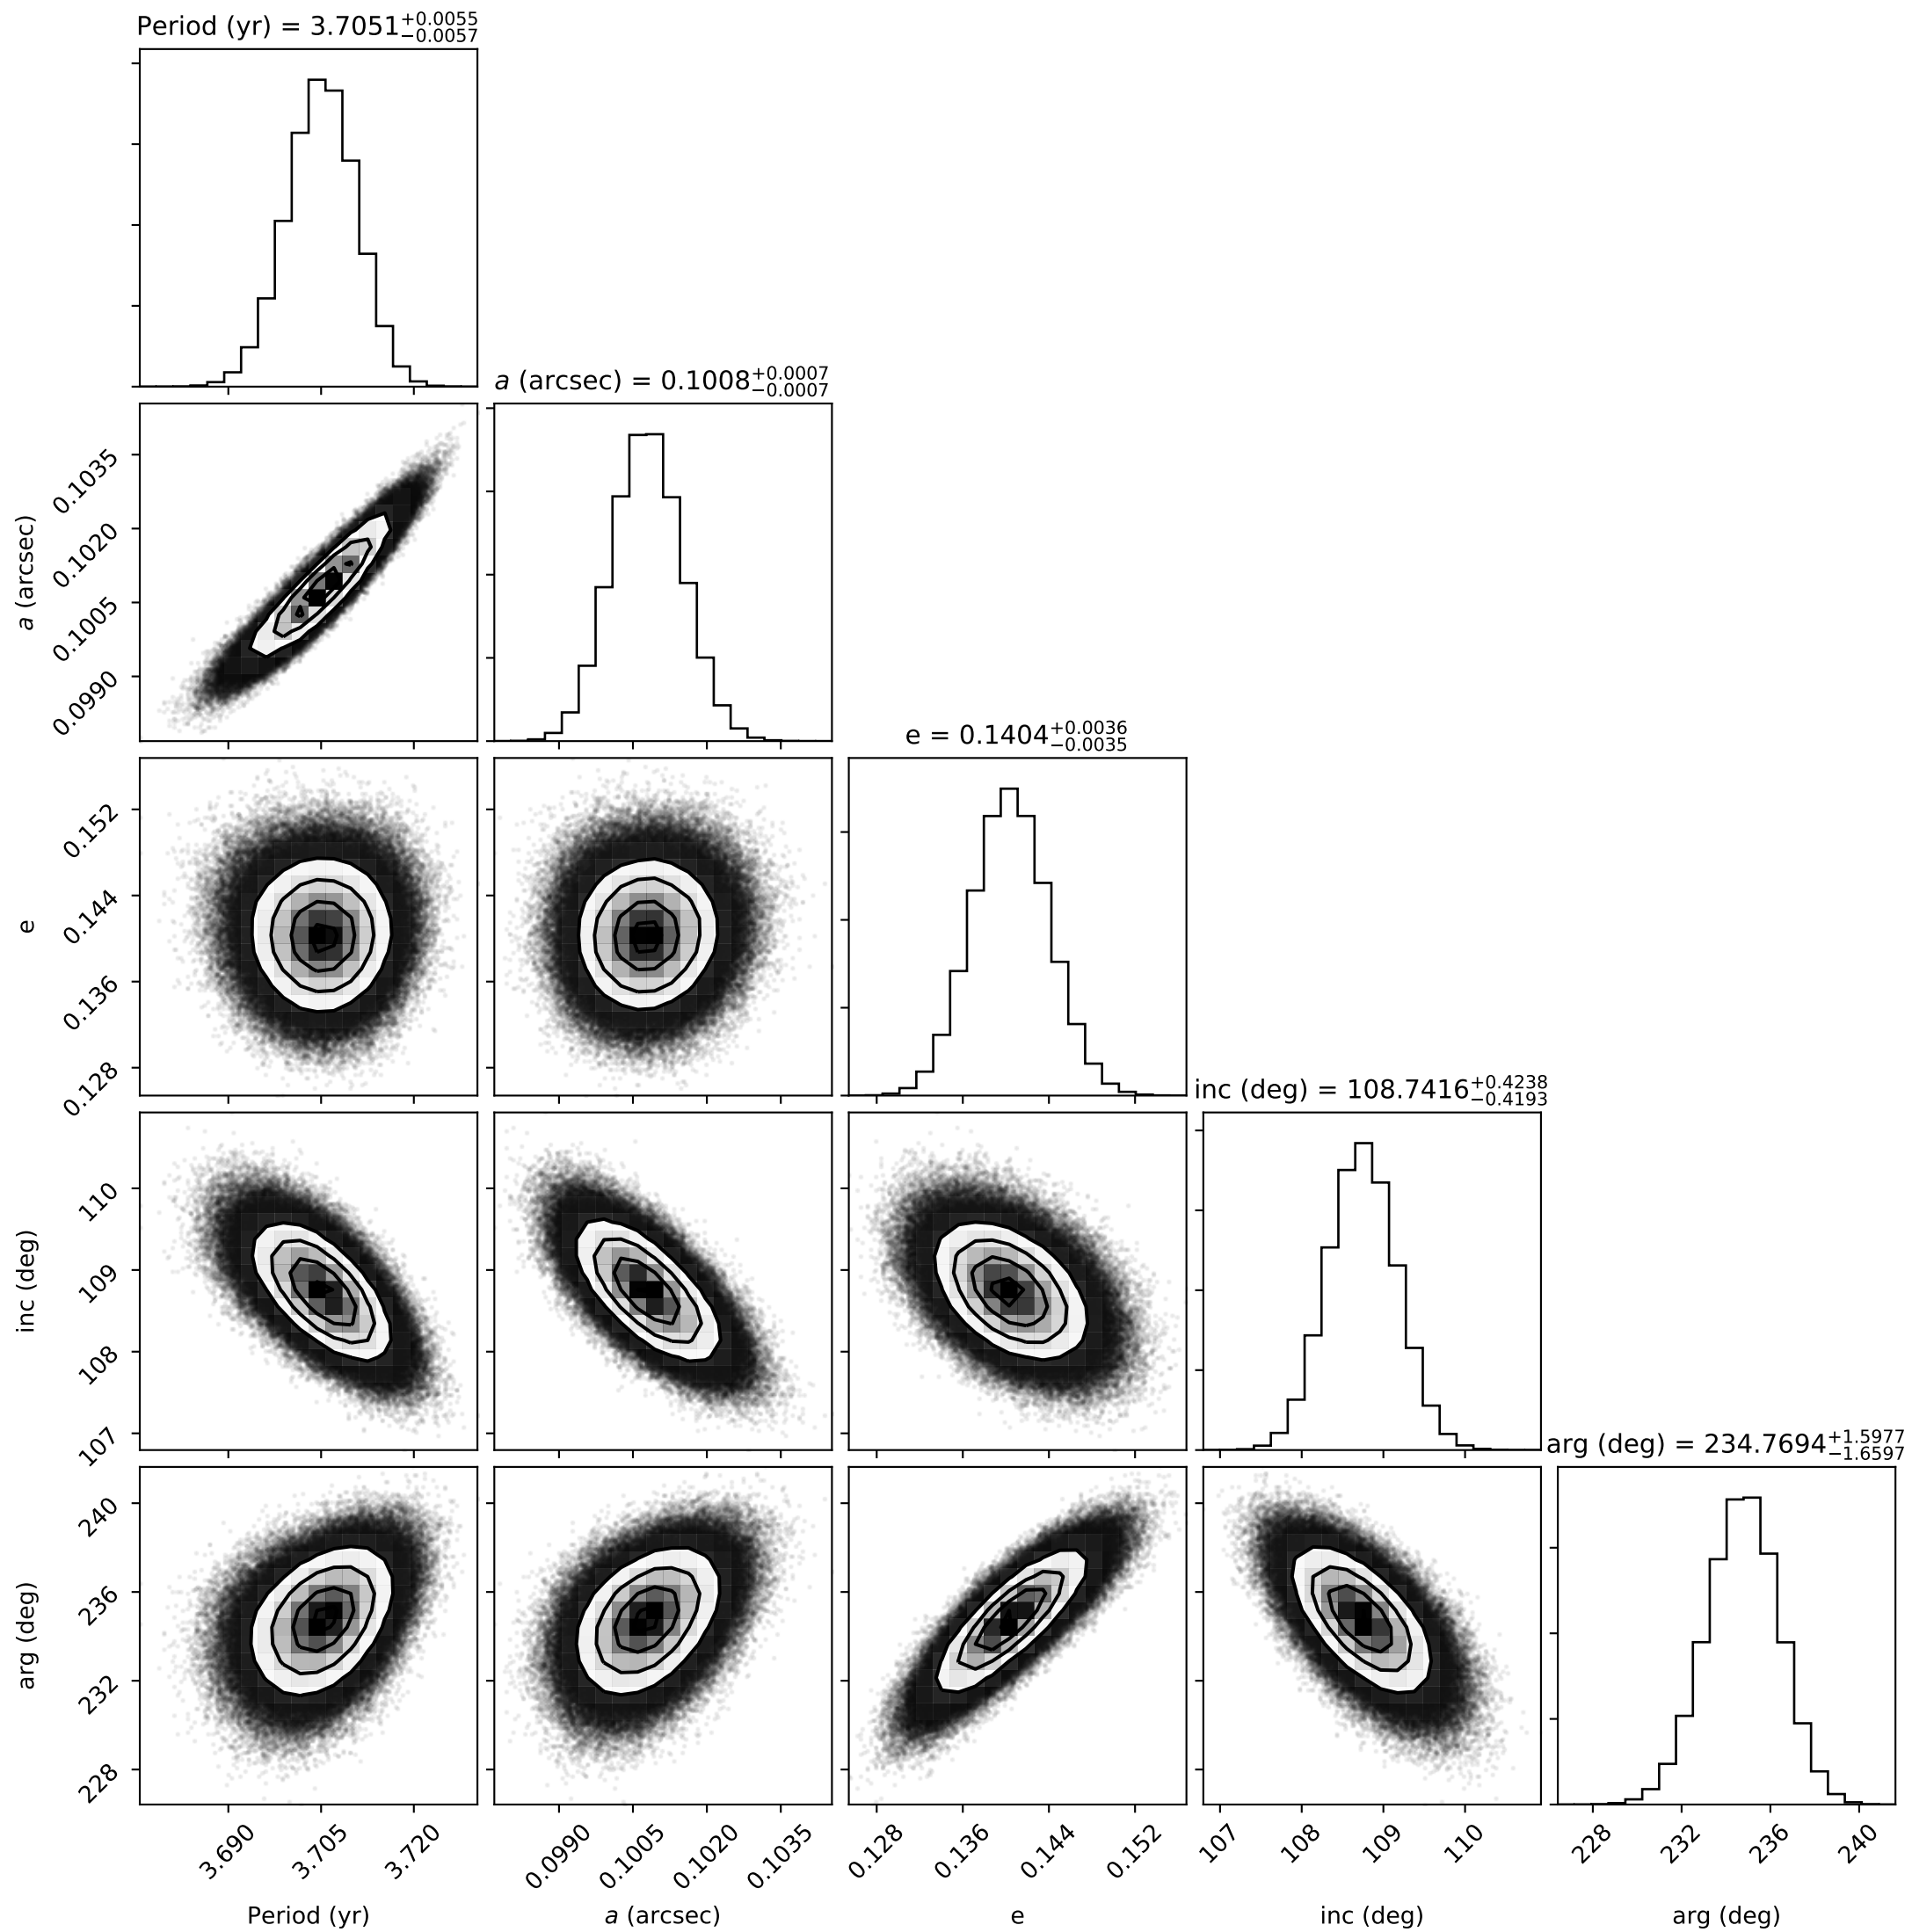 Period (yr) = 3.7051+0.0055−0.0057
a (arcsec) = 0.1008+0.0007−0.0007
0.1035
0.1020
0.1005
0.0990
a (arcsec)
e = 0.1404+0.0036−0.0035
0.152
0.144
0.136
0.128
e
inc (deg) = 108.7416+0.4238−0.4193
110
109
108
107
inc (deg)
arg (deg) = 234.7694+1.5977−1.6597
240
236
232
228
arg (deg)
3.690 3.705 3.720 0.0990 0.1005 0.1020 0.1035 0.128 0.136 0.144 0.152 107 108 109 110 228 232 236 240
Period (yr) a (arcsec) e inc (deg) arg (deg)